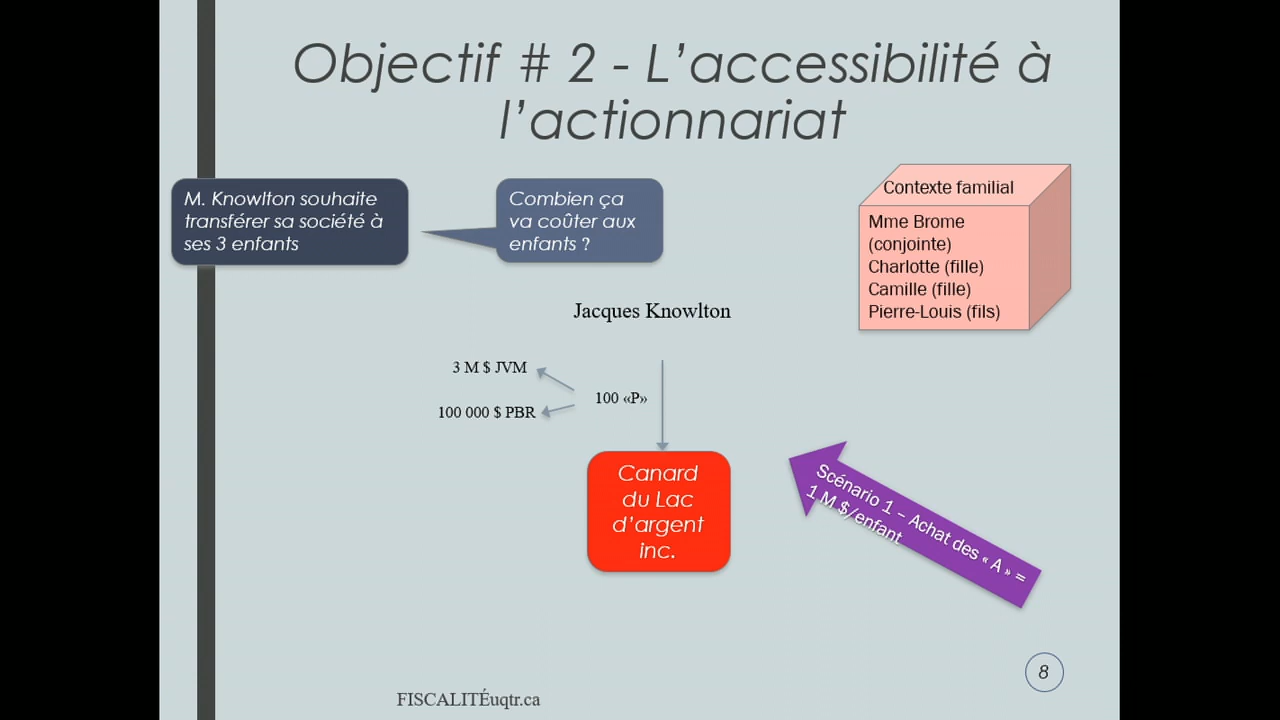 Objectif # 2 - L’accessibilité à
l’actionnariat
M. Knowlton souhaite
transférer sa société à
ses 3 enfants
Combien ça
va coûter aux
enfants ?
Contexte familial
Mme Brome
(conjointe)
Charlotte (fille)
Camille (fille)
Pierre-Louis (fils)
Jacques Knowlton
3 M $ JVM
100 «P»
100 000 $ PBR
Canard
du Lac
d’argent
inc.
Scénario 1 – Achat des « A » =
1 M $/enfant
8
FISCALITÉuqtr.ca